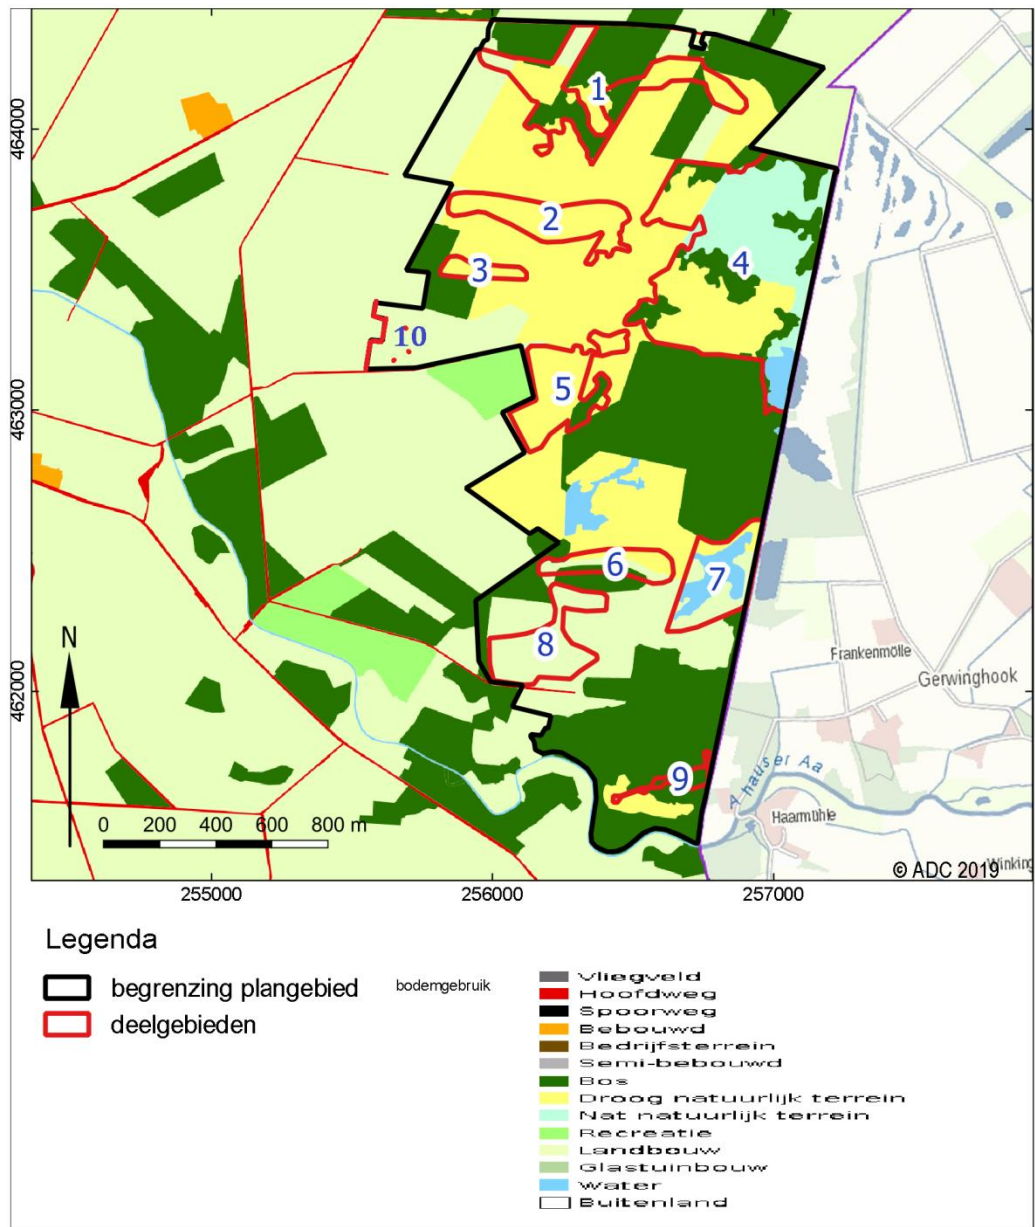 464000
463000
462000
1
2
3
4
10
5
6
7
8
9
N
0 200 400 600 800 m
Frankenmölle
Gerwinghook
Ahauser Aa
Haarmühle
Winking
© ADC 2019
255000 256000 257000
Legenda
begrenzing plangebied
deelgebieden
bodemgebruik
Vliegveld
Hoofdweg
Spoorweg
Bebouwd
Bedrijfsterrein
Semi-bebouwd
Bos
Droog natuurlijk terrein
Nat natuurlijk terrein
Recreatie
Landbouw
Glastuinbouw
Water
Buitenland